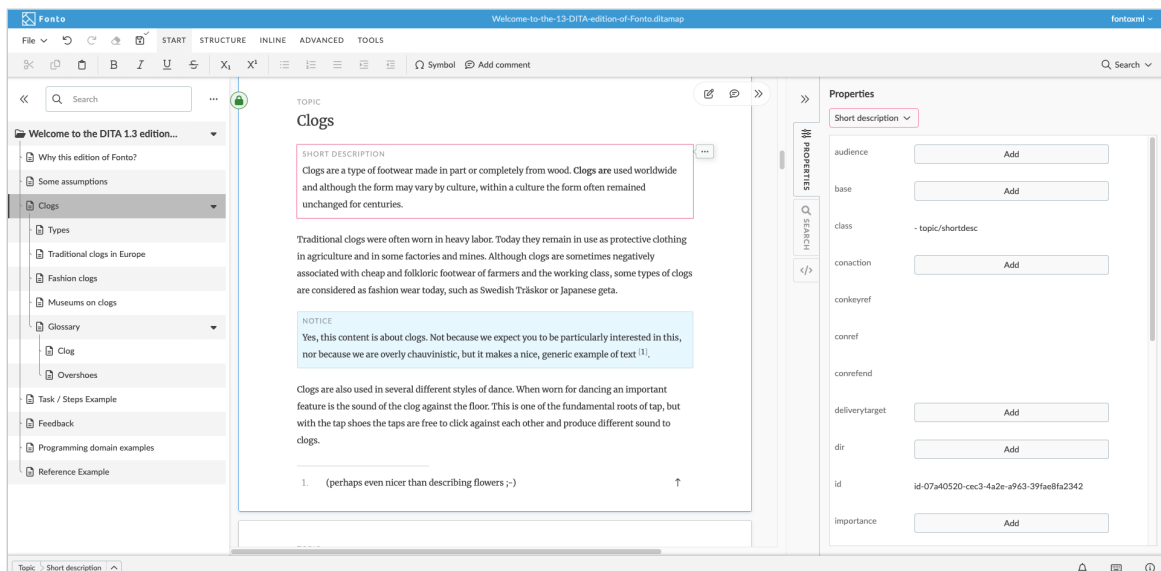 Fonto
Welcome-to-the-13-DITA-edition-of-Fonto.ditamap
fontoxml
File
START STRUCTURE INLINE ADVANCED TOOLS
B I U S X₁ X¹ Ω Symbol Add comment
Search
Search
Welcome to the DITA 1.3 edition...
Why this edition of Fonto?
Some assumptions
Clogs
Types
Traditional clogs in Europe
Fashion clogs
Museums on clogs
Glossary
Clog
Overshoes
Task / Steps Example
Feedback
Programming domain examples
Reference Example
TOPIC
Clogs
SHORT DESCRIPTION
Clogs are a type of footwear made in part or completely from wood. Clogs are used worldwide
and although the form may vary by culture, within a culture the form often remained
unchanged for centuries.
Traditional clogs were often worn in heavy labor. Today they remain in use as protective clothing
in agriculture and in some factories and mines. Although clogs are sometimes negatively
associated with cheap and folkloric footwear of farmers and the working class, some types of clogs
are considered as fashion wear today, such as Swedish Träskor or Japanese geta.
NOTICE
Yes, this content is about clogs. Not because we expect you to be particularly interested in this,
nor because we are overly chauvinistic, but it makes a nice, generic example of text [1].
Clogs are also used in several different styles of dance. When worn for dancing an important
feature is the sound of the clog against the floor. This is one of the fundamental roots of tap, but
with the tap shoes the taps are free to click against each other and produce different sound to
clogs.
1. (perhaps even nicer than describing flowers ;-) ↑
PROPERTIES
SEARCH
</>
Properties
Short description
audience Add
base Add
class - topic/shortdesc
conaction Add
conkeyref
conref
conrefend
deliverytarget Add
dir Add
id id-07a40520-cec3-4a2e-a963-39fae8fa2342
importance Add
Topic Short description